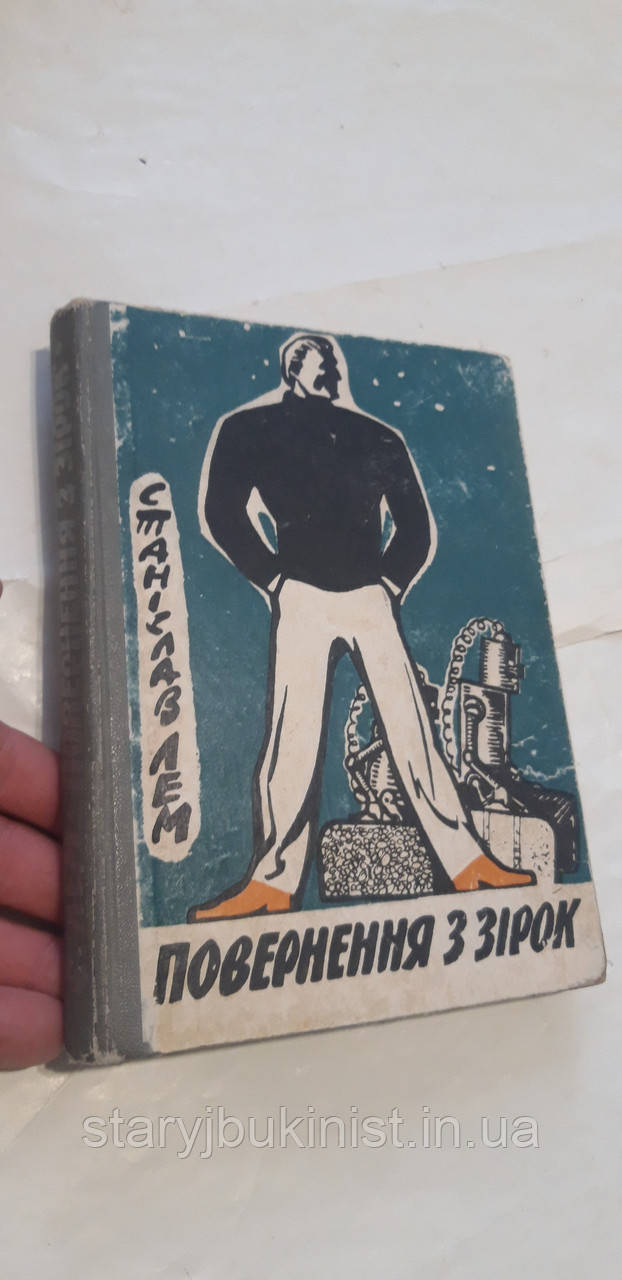 ПОВЕРНЕННЯ З ЗІРОК
СТАНІСЛАВ ЛЕМ
ПОВЕРНЕННЯ З ЗІРОК
staryjbukinist.in.ua